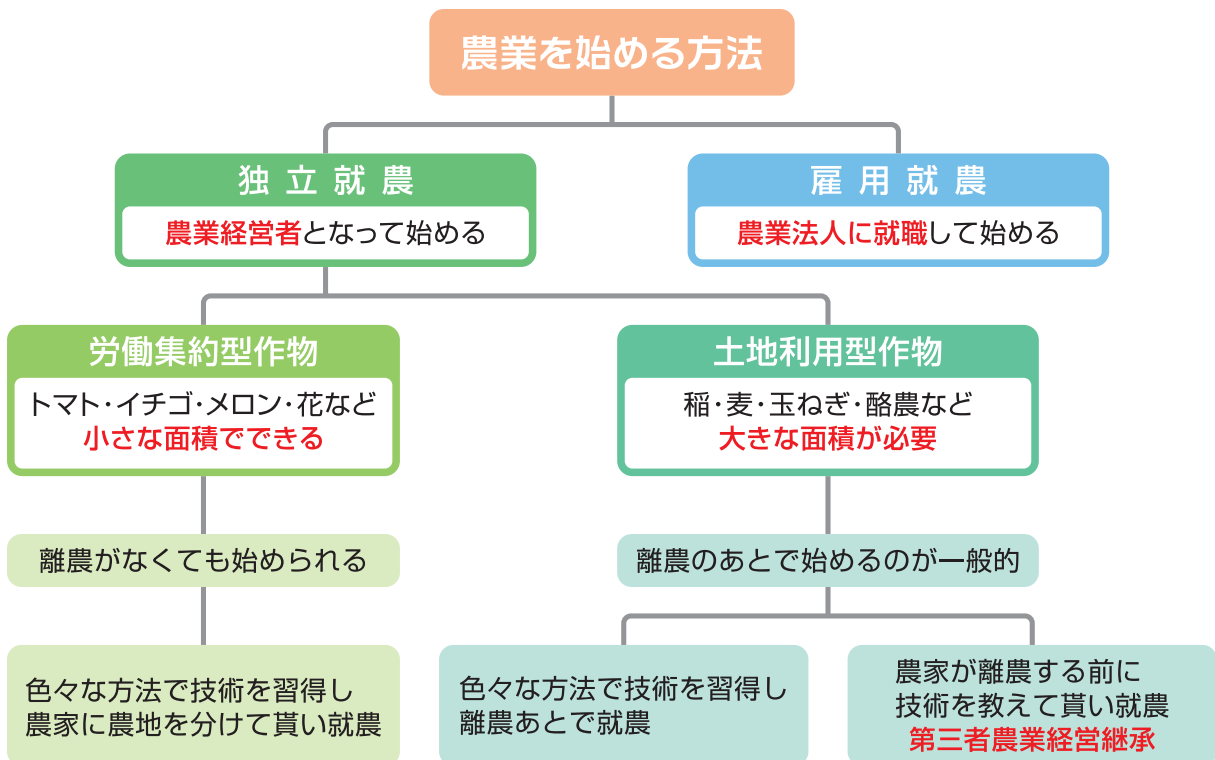 農業を始める方法
独立就農
農業経営者となって始める
雇用就農
農業法人に就職して始める
労働集約型作物
トマト・イチゴ・メロン・花など
小さな面積でできる
土地利用型作物
稲・麦・玉ねぎ・酪農など
大きな面積が必要
離農がなくても始められる
離農のあとで始めるのが一般的
色々な方法で技術を習得し
農家に農地を分けて貰い就農
色々な方法で技術を習得し
離農あとで就農
農家が離農する前に
技術を教えて貰い就農
第三者農業経営継承